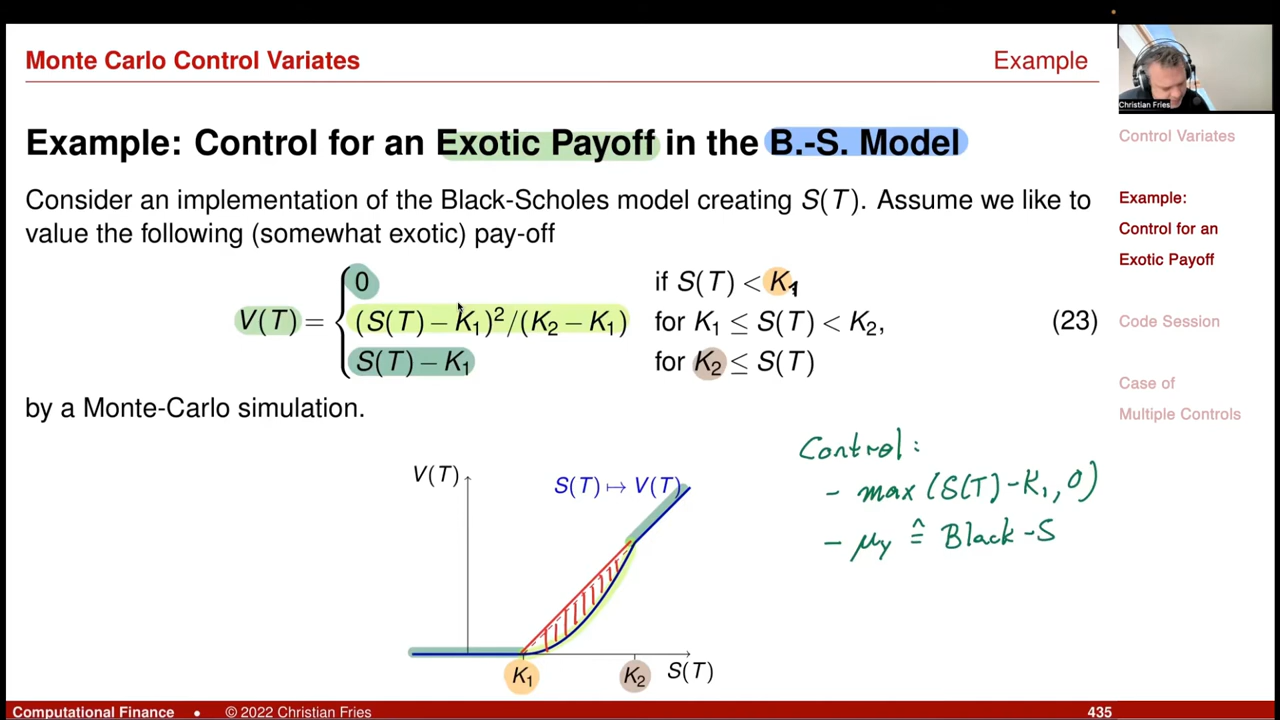 Monte Carlo Control Variates
Example
Example: Control for an Exotic Payoff in the B.-S. Model
Consider an implementation of the Black-Scholes model creating S(T). Assume we like to
value the following (somewhat exotic) pay-off
V(T) = { 0 if S(T) < K₁
(S(T) − K₁)²/(K₂ − K₁) for K₁ ≤ S(T) < K₂, (23)
S(T) − K₁ for K₂ ≤ S(T)
by a Monte-Carlo simulation.
V(T)
S(T) ↦ V(T)
K₁
K₂
S(T)
Control:
- max (S(T)-K₁, 0)
- μY ≙ Black-S
Christian Fries
Control Variates
Example:
Control for an
Exotic Payoff
Code Session
Case of
Multiple Controls
Computational Finance • © 2022 Christian Fries 435